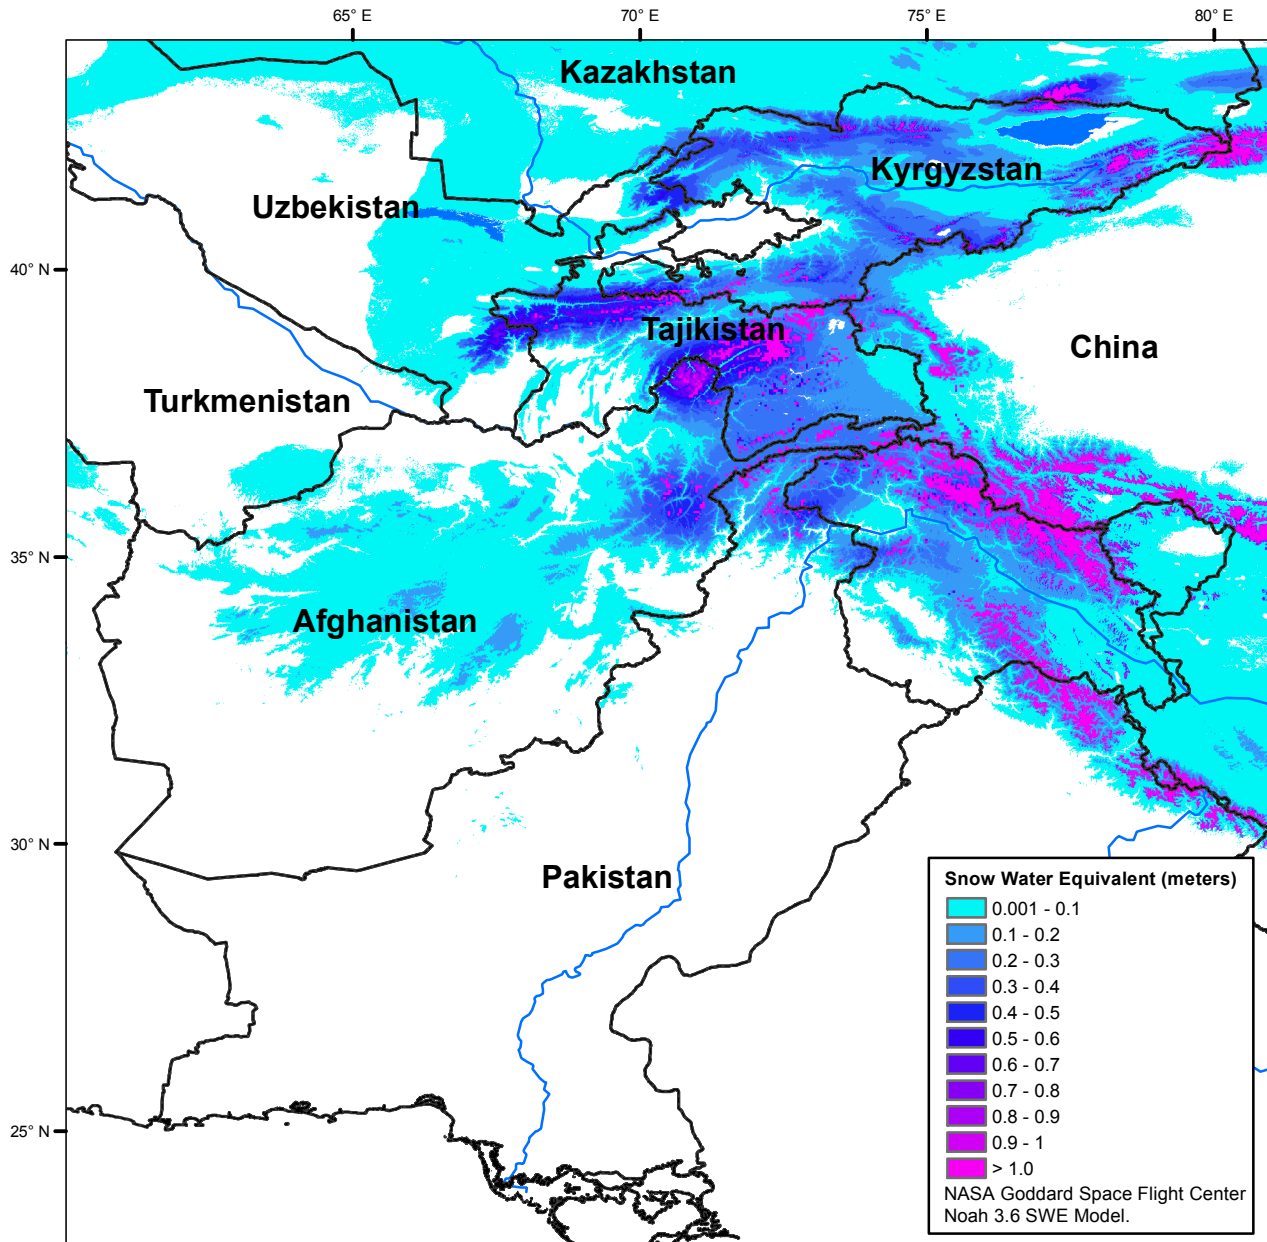 65° E
70° E
75° E
80° E
Kazakhstan
Kyrgyzstan
Uzbekistan
40° N
Tajikistan
China
Turkmenistan
35° N
Afghanistan
30° N
Pakistan
25° N
Snow Water Equivalent (meters)
0.001 - 0.1
0.1 - 0.2
0.2 - 0.3
0.3 - 0.4
0.4 - 0.5
0.5 - 0.6
0.6 - 0.7
0.7 - 0.8
0.8 - 0.9
0.9 - 1
> 1.0
NASA Goddard Space Flight Center
Noah 3.6 SWE Model.